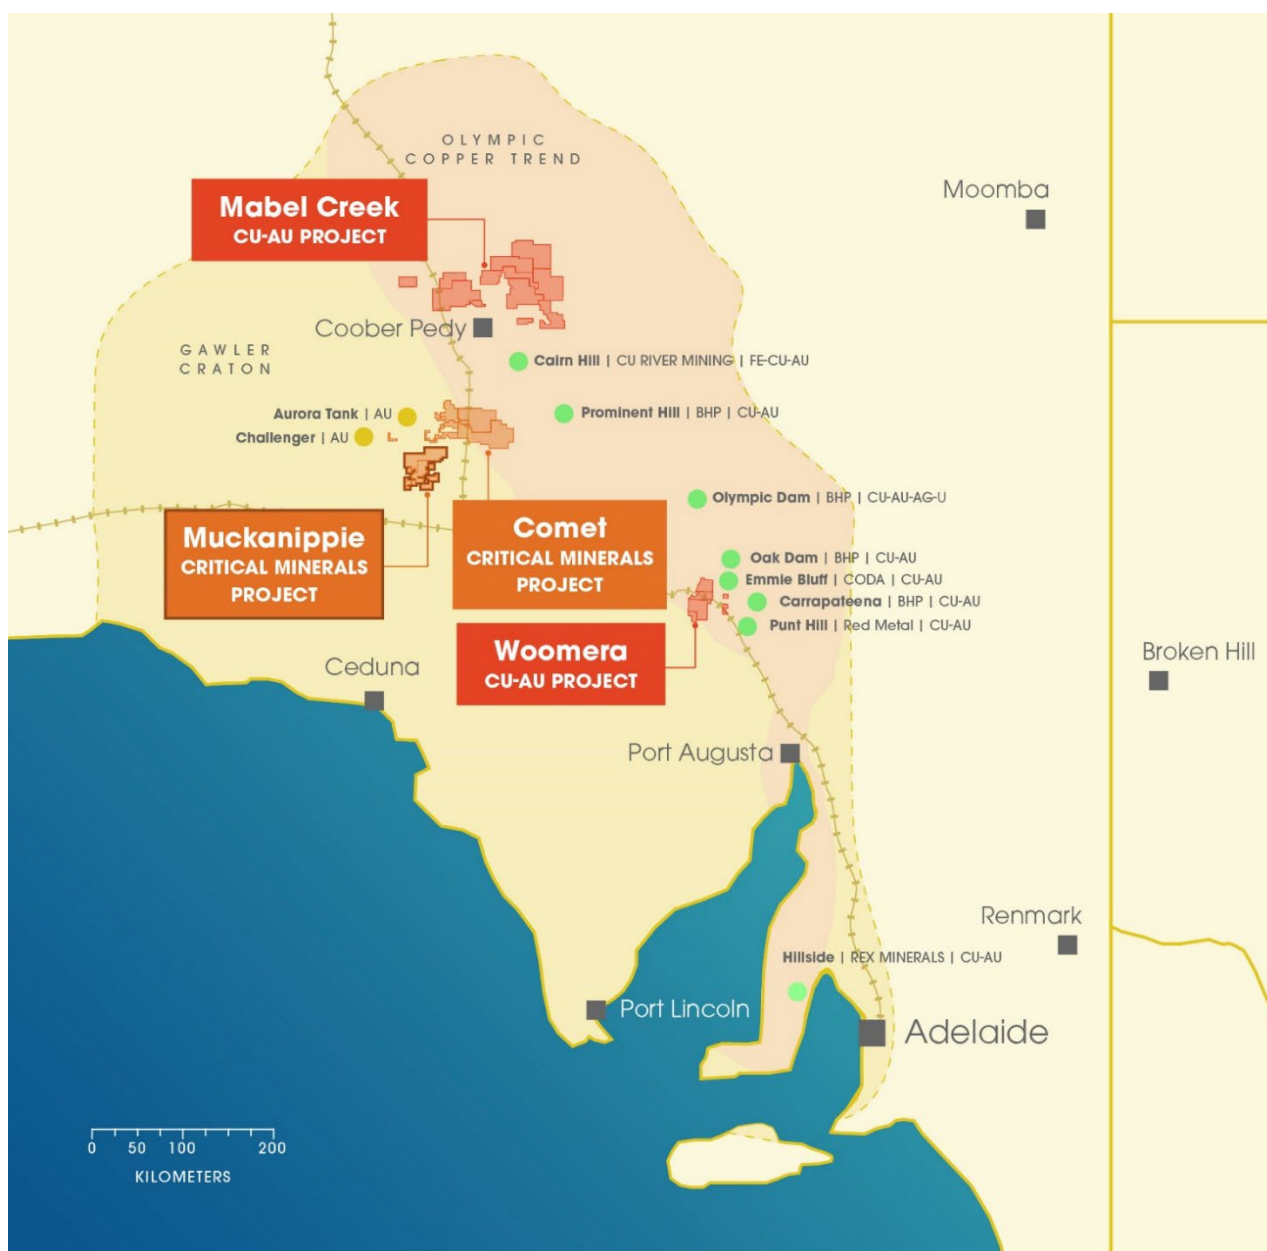 OLYMPIC
COPPER TREND
Moomba
Mabel Creek
CU-AU PROJECT
Coober Pedy
GAWLER
CRATON
Cairn Hill | CU RIVER MINING | FE-CU-AU
Aurora Tank | AU
Prominent Hill | BHP | CU-AU
Challenger | AU
Olympic Dam | BHP | CU-AU-AG-U
Muckanippie
CRITICAL MINERALS
PROJECT
Comet
CRITICAL MINERALS
PROJECT
Oak Dam | BHP | CU-AU
Emmie Bluff | CODA | CU-AU
Carrapateena | BHP | CU-AU
Punt Hill | Red Metal | CU-AU
Woomera
CU-AU PROJECT
Ceduna
Broken Hill
Port Augusta
Renmark
Hillside | REX MINERALS | CU-AU
Port Lincoln
Adelaide
0 50 100 200
KILOMETERS